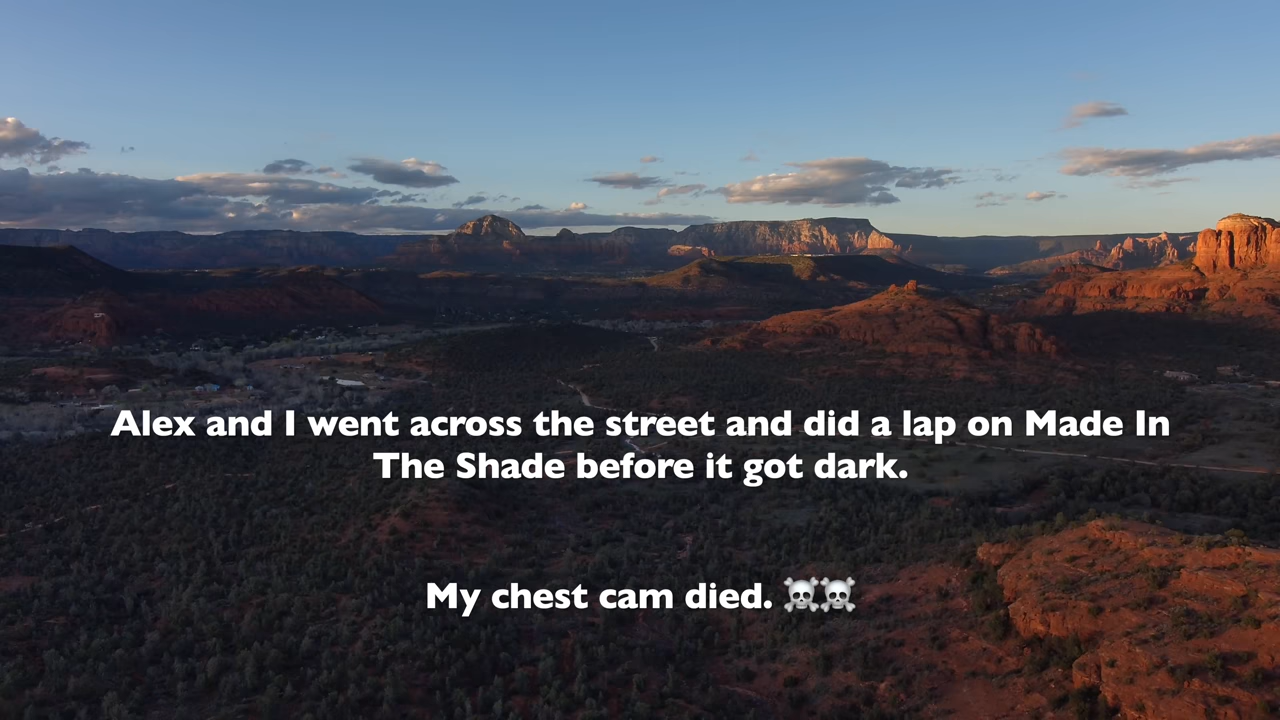 Alex and I went across the street and did a lap on Made In
The Shade before it got dark.
My chest cam died. ☠️☠️